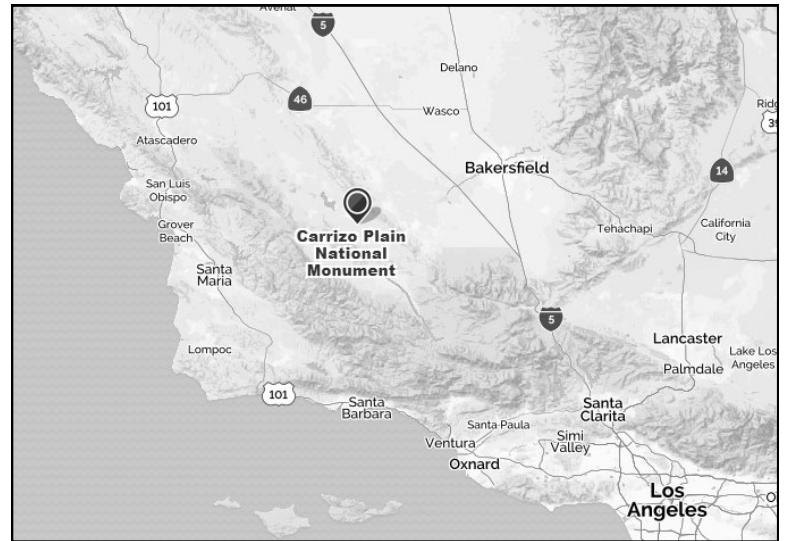 Avenal
5
Delano
46
101
Wasco
Atascadero
Bakersfield
14
San Luis
Obispo
Grover
Beach
Carrizo Plain
National
Monument
Tehachapi
California
City
Santa
Maria
5
Lancaster
Lompoc
Lake Los
Angeles
Palmdale
101
Santa
Barbara
Santa
Clarita
Santa Paula
Ventura
Simi
Valley
Oxnard
Los
Angeles